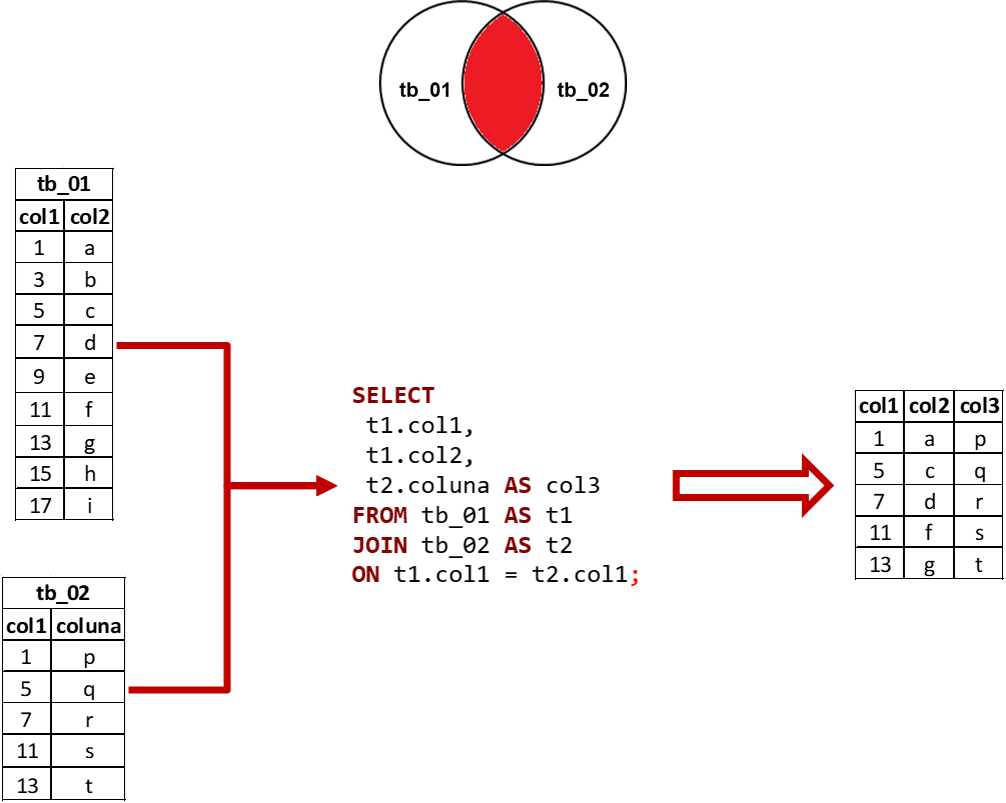 tb_01 tb_02
tb_01
col1 col2
1 a
3 b
5 c
7 d
9 e
11 f
13 g
15 h
17 i
tb_02
col1 coluna
1 p
5 q
7 r
11 s
13 t
SELECT
t1.col1,
t1.col2,
t2.coluna AS col3
FROM tb_01 AS t1
JOIN tb_02 AS t2
ON t1.col1 = t2.col1;
col1 col2 col3
1 a p
5 c q
7 d r
11 f s
13 g t